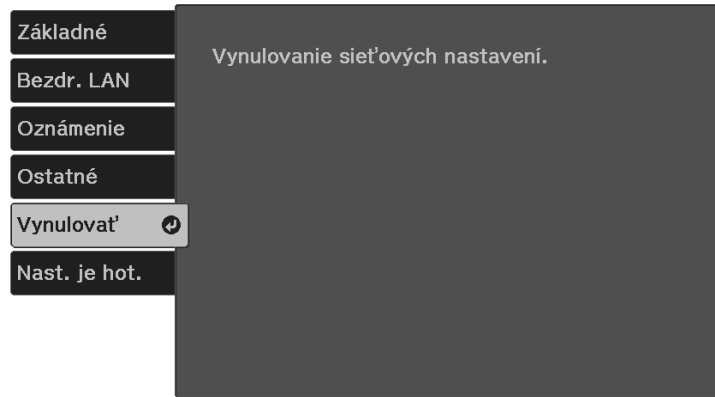 Základné
Bezdr. LAN
Oznámenie
Ostatné
Vynulovať
Nast. je hot.
Vynulovanie sieťových nastavení.